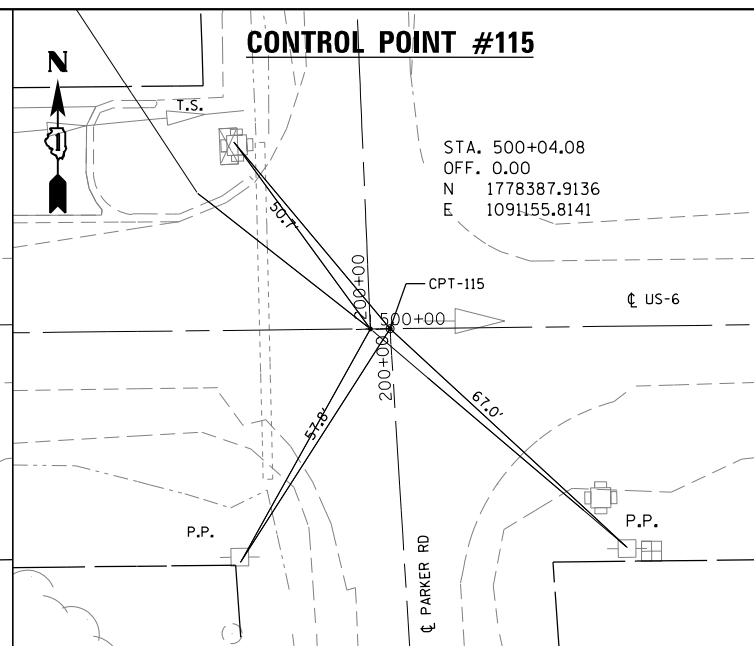 CONTROL POINT #115
N
T.S.
STA. 500+04.08
OFF. 0.00
N 1778387.9136
E 1091155.8141
50.7'
200+00
CPT-115
℄ US-6
500+00
200+00
67.0'
57.8'
P.P.
P.P.
℄ PARKER RD